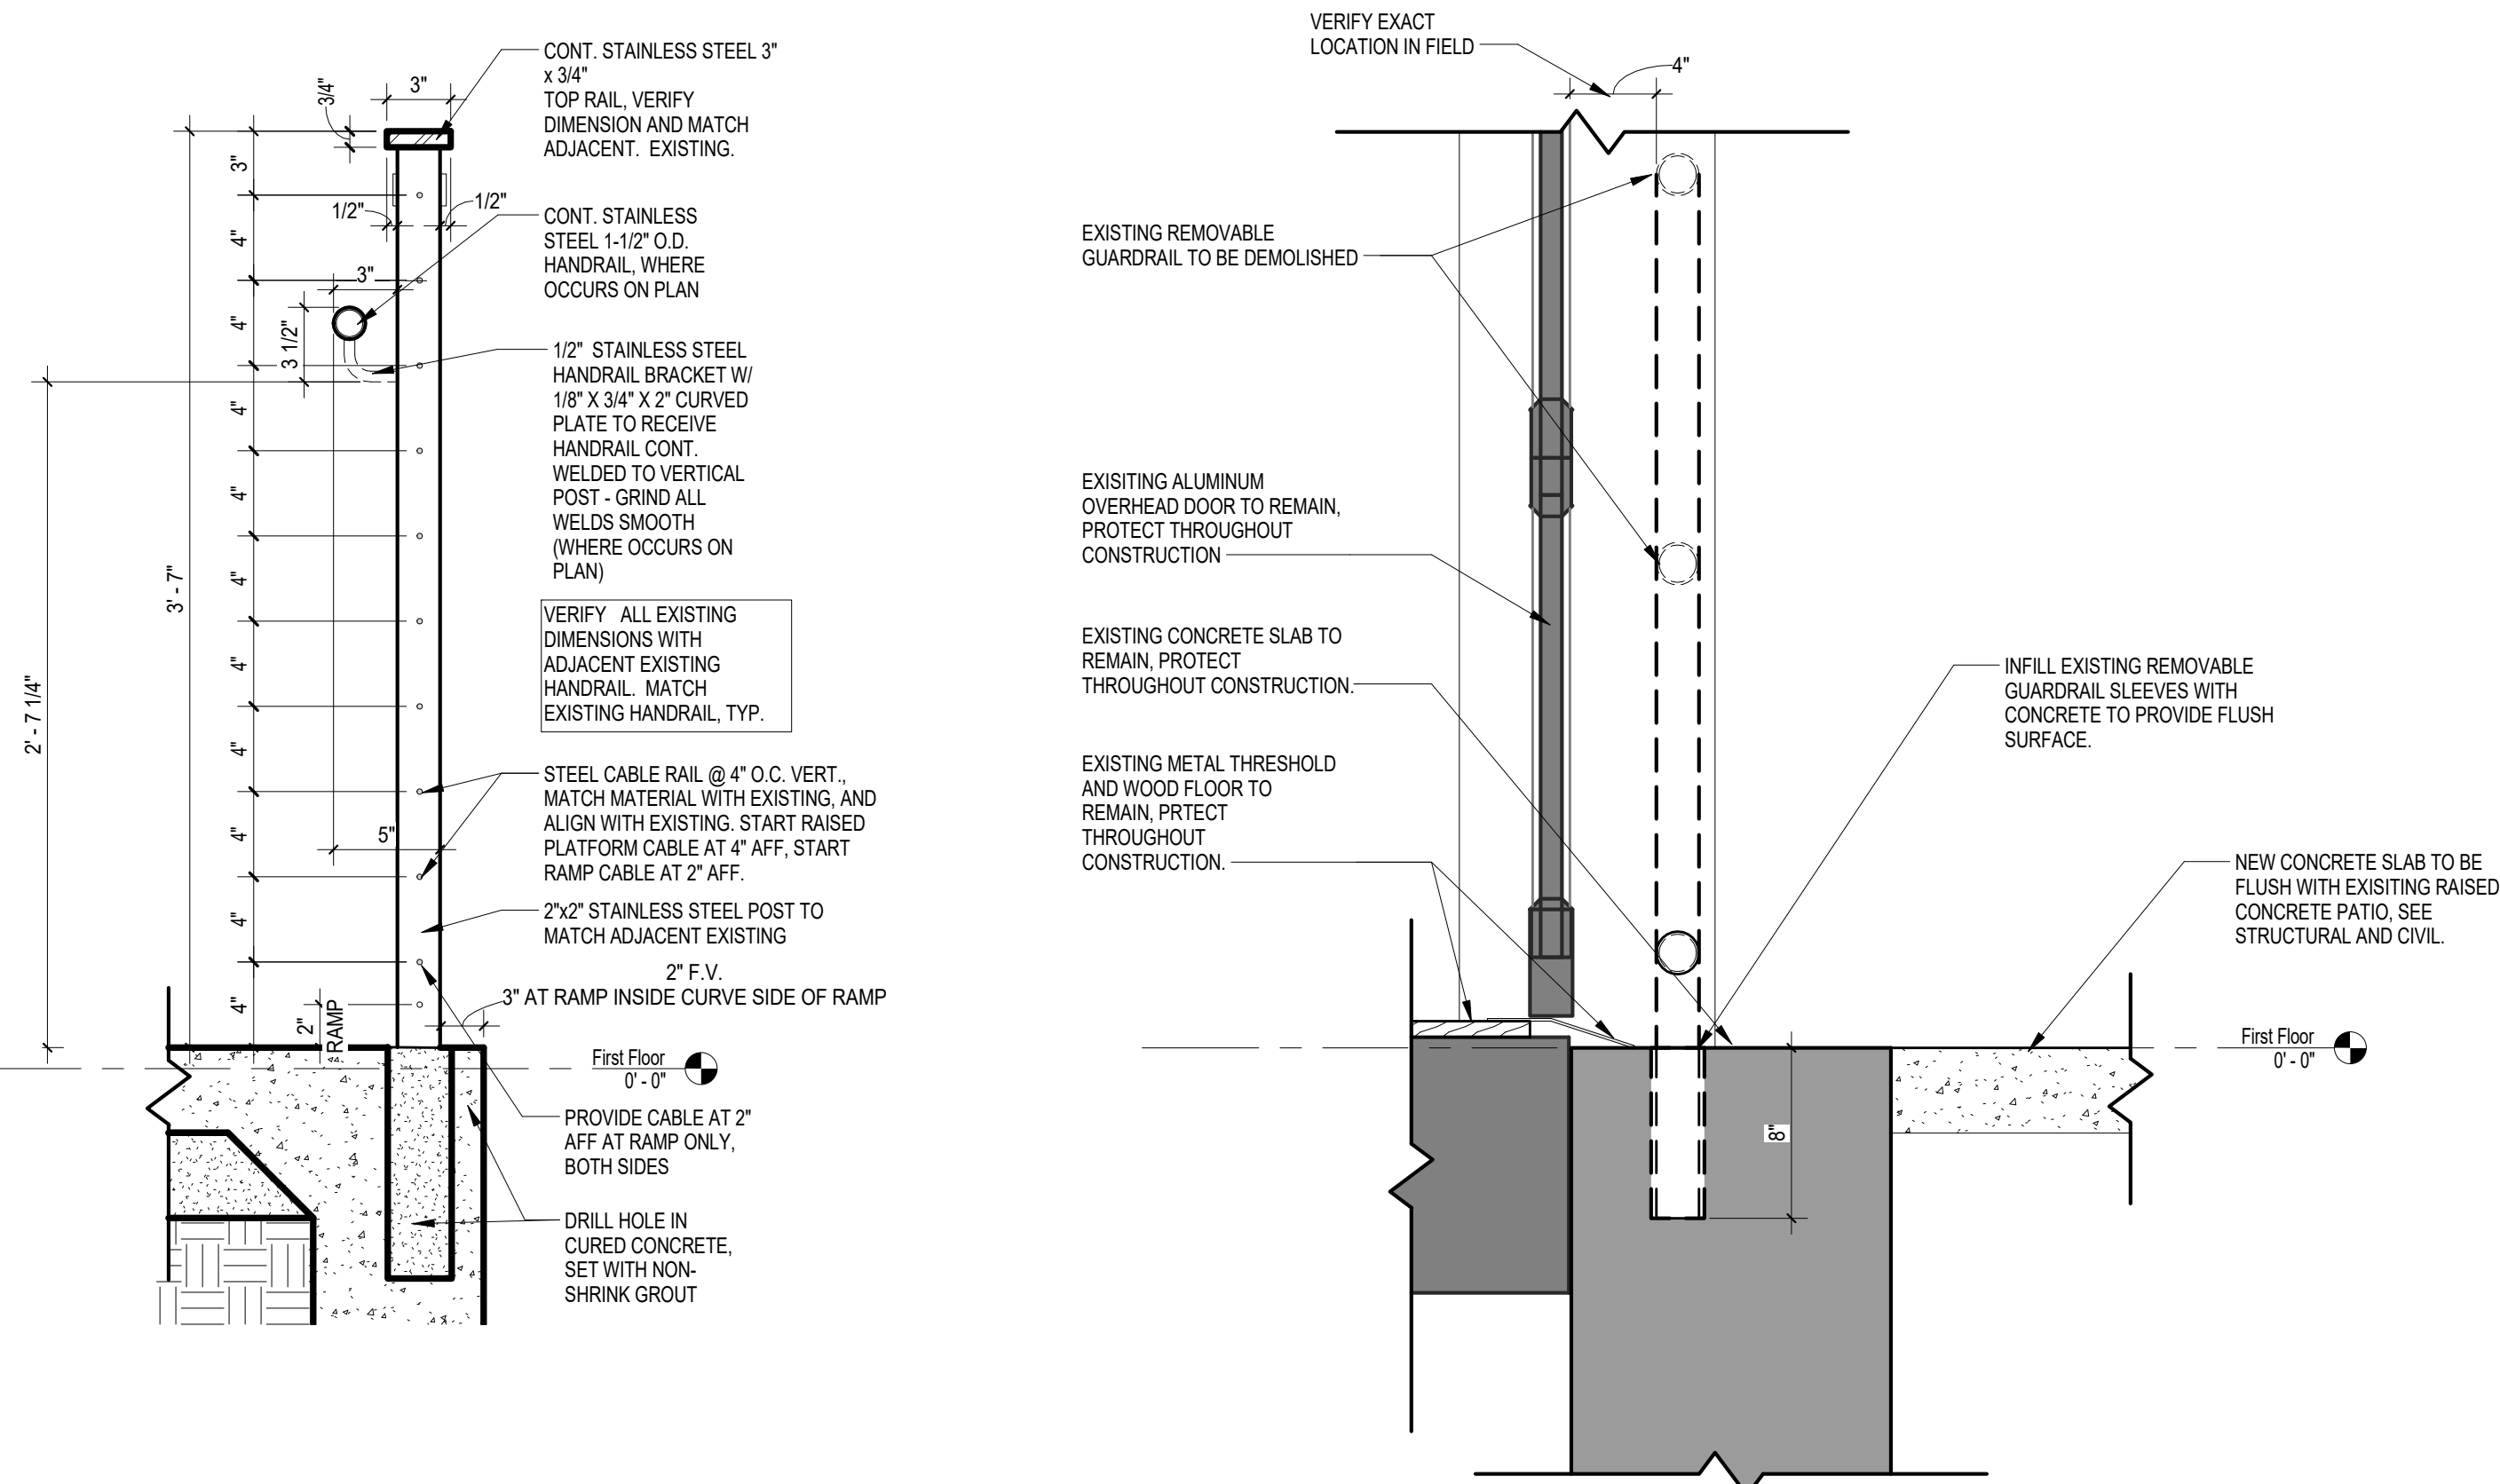 CONT. STAINLESS STEEL 3"
x 3/4"
TOP RAIL, VERIFY
DIMENSION AND MATCH
ADJACENT. EXISTING.
3"
3/4"
3"
1/2"
1/2"
CONT. STAINLESS
STEEL 1-1/2" O.D.
HANDRAIL, WHERE
OCCURS ON PLAN
4"
3"
4"
3 1/2"
1/2" STAINLESS STEEL
HANDRAIL BRACKET W/
1/8" X 3/4" X 2" CURVED
PLATE TO RECEIVE
HANDRAIL CONT.
WELDED TO VERTICAL
POST - GRIND ALL
WELDS SMOOTH
(WHERE OCCURS ON
PLAN)
4"
4"
4"
3' - 7"
2' - 7 1/4"
VERIFY ALL EXISTING
DIMENSIONS WITH
ADJACENT EXISTING
HANDRAIL. MATCH
EXISTING HANDRAIL, TYP.
4"
4"
STEEL CABLE RAIL @ 4" O.C. VERT.,
MATCH MATERIAL WITH EXISTING, AND
ALIGN WITH EXISTING. START RAISED
PLATFORM CABLE AT 4" AFF, START
RAMP CABLE AT 2" AFF.
4"
5"
4"
2"x2" STAINLESS STEEL POST TO
MATCH ADJACENT EXISTING
2" F.V.
3" AT RAMP INSIDE CURVE SIDE OF RAMP
4"
2"
RAMP
First Floor
0' - 0"
PROVIDE CABLE AT 2"
AFF AT RAMP ONLY,
BOTH SIDES
DRILL HOLE IN
CURED CONCRETE,
SET WITH NON-
SHRINK GROUT
VERIFY EXACT
LOCATION IN FIELD
4"
EXISTING REMOVABLE
GUARDRAIL TO BE DEMOLISHED
EXISITING ALUMINUM
OVERHEAD DOOR TO REMAIN,
PROTECT THROUGHOUT
CONSTRUCTION
EXISTING CONCRETE SLAB TO
REMAIN, PROTECT
THROUGHOUT CONSTRUCTION.
EXISTING METAL THRESHOLD
AND WOOD FLOOR TO
REMAIN, PRTECT
THROUGHOUT
CONSTRUCTION.
INFILL EXISTING REMOVABLE
GUARDRAIL SLEEVES WITH
CONCRETE TO PROVIDE FLUSH
SURFACE.
NEW CONCRETE SLAB TO BE
FLUSH WITH EXISITING RAISED
CONCRETE PATIO, SEE
STRUCTURAL AND CIVIL.
First Floor
0' - 0"
8"